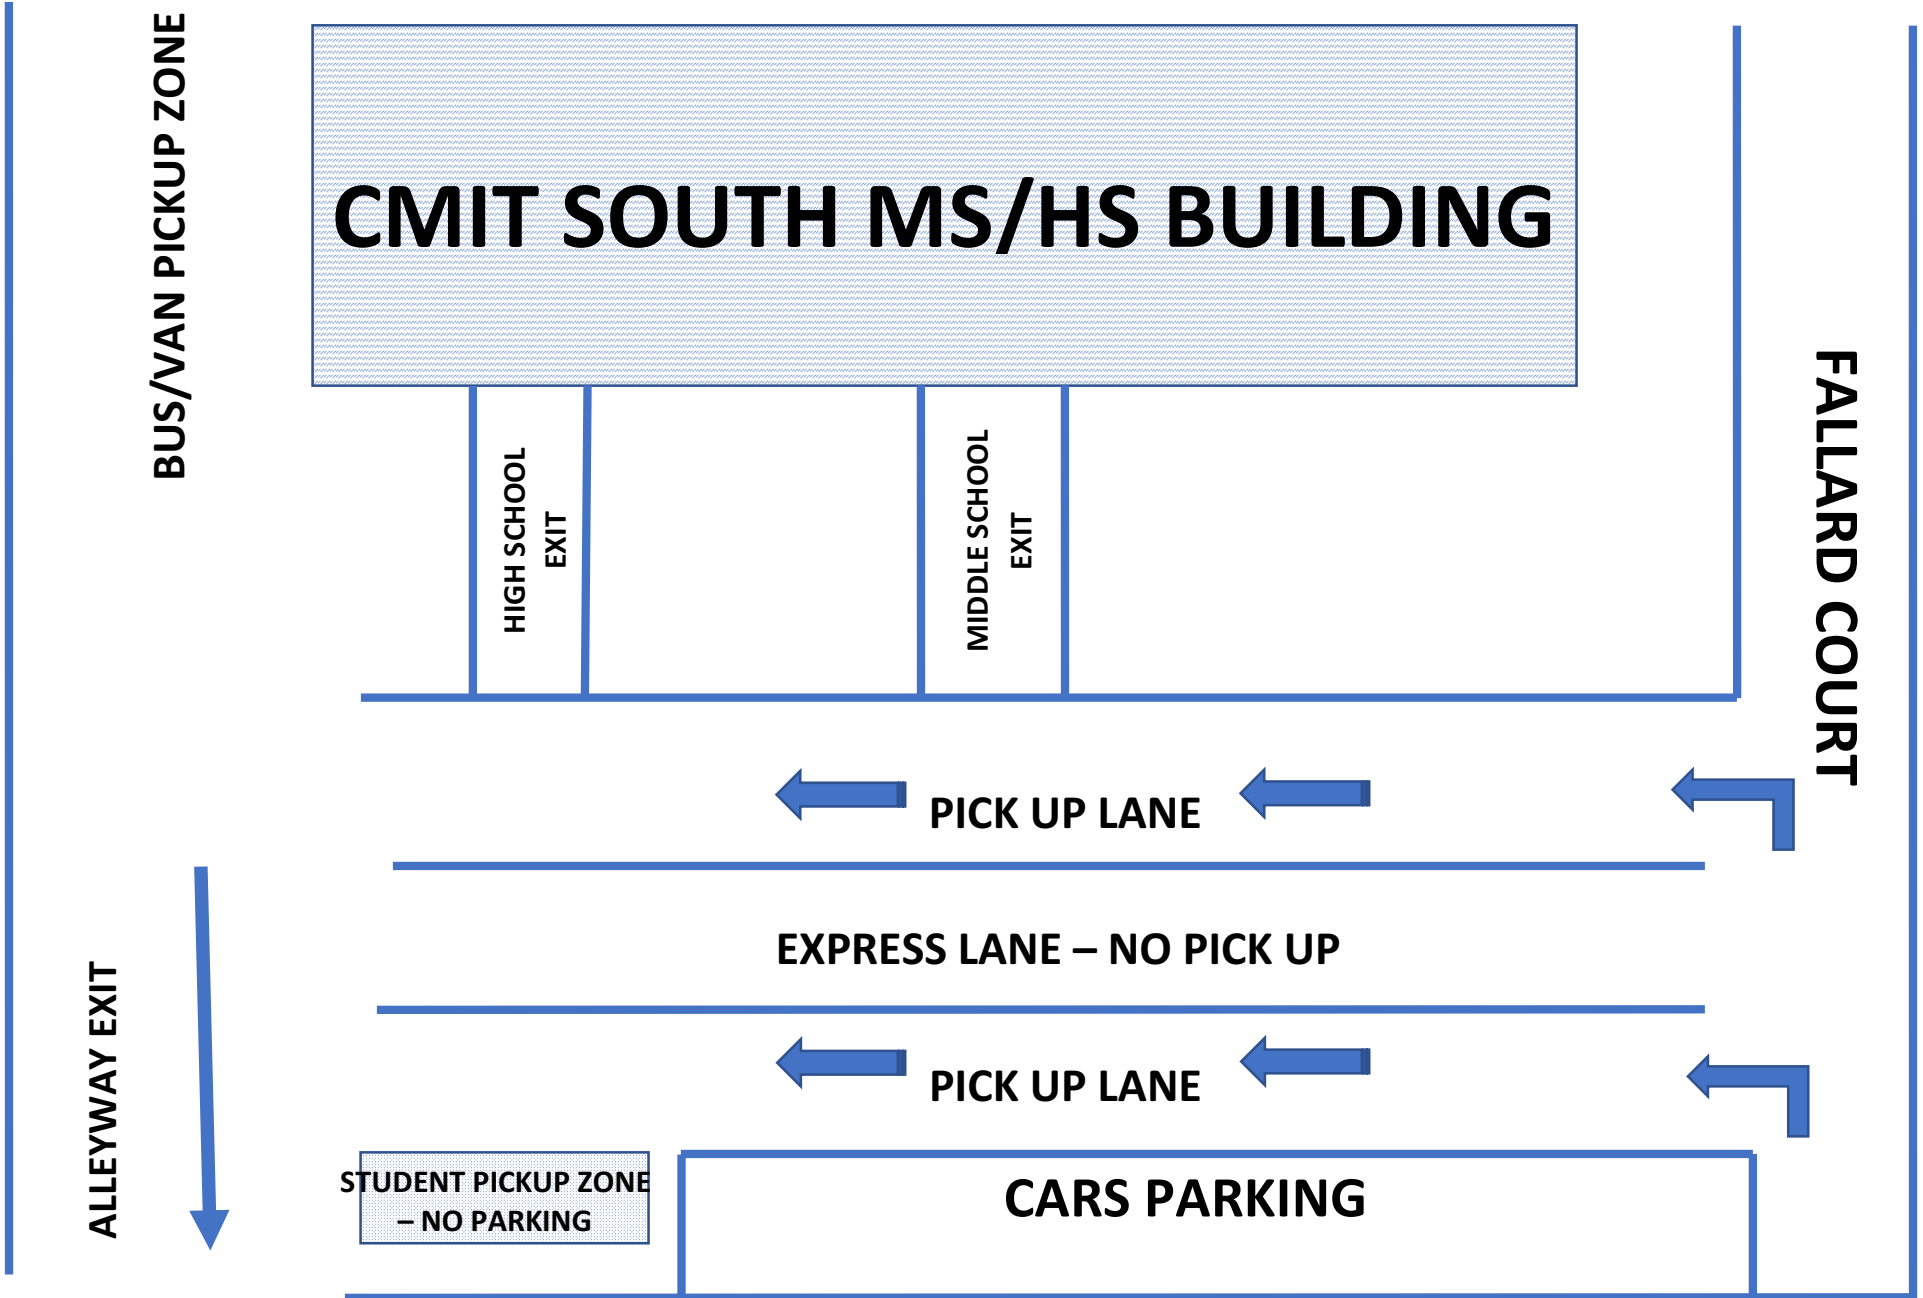 BUS/VAN PICKUP ZONE
CMIT SOUTH MS/HS BUILDING
FALLARD COURT
HIGH SCHOOL
EXIT
MIDDLE SCHOOL
EXIT
PICK UP LANE
EXPRESS LANE – NO PICK UP
ALLEYWAY EXIT
PICK UP LANE
STUDENT PICKUP ZONE
– NO PARKING
CARS PARKING